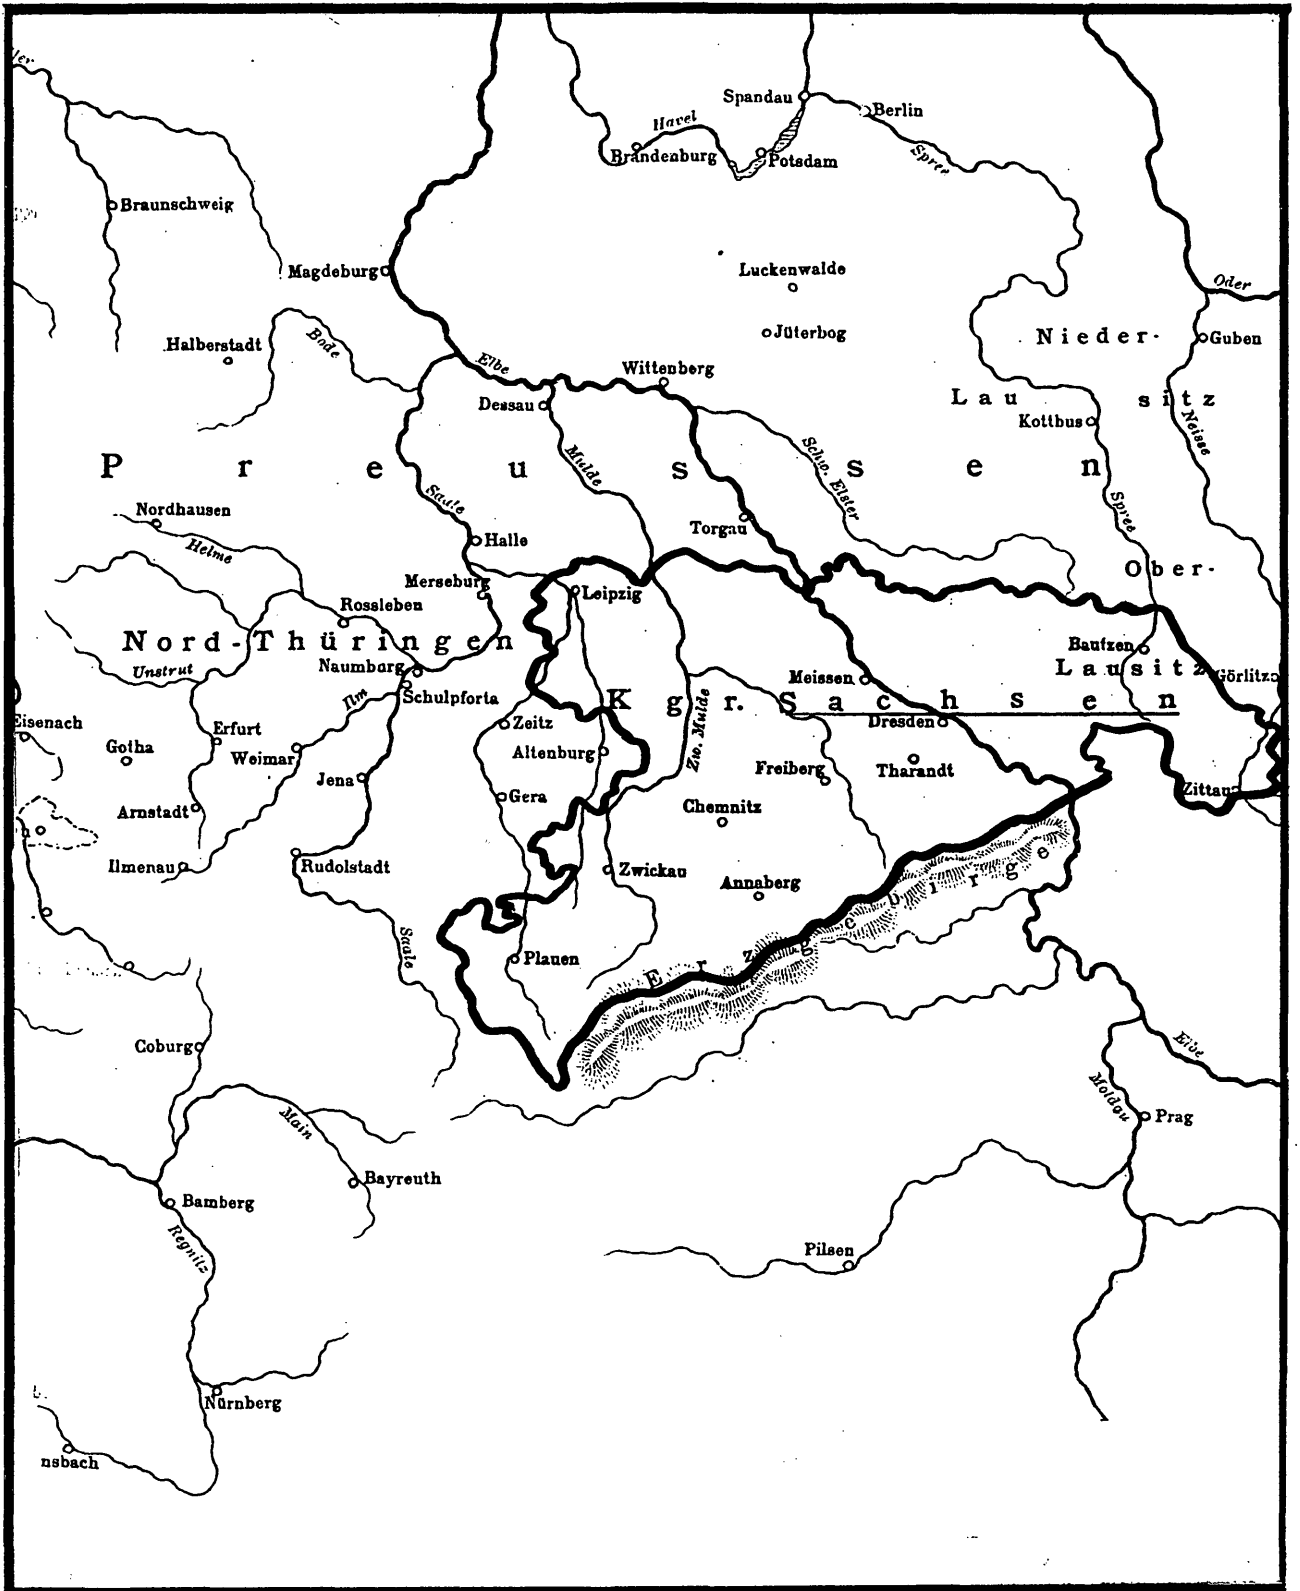 Spandau
Berlin
Havel
Brandenburg
Potsdam
Spree
Braunschweig
Magdeburg
Luckenwalde
Oder
Halberstadt
Bode
Jüterbog
Nieder-
Guben
Elbe
Wittenberg
Dessau
Lau sitz
Kottbus
Neisse
Preussen
Mulde
Schw. Elster
Saale
Spree
Nordhausen
Torgau
Helme
Halle
Ober-
Merseburg
Leipzig
Rossleben
Nord-Thüringen
Bautzen
Lausitz
Unstrut
Naumburg
Meissen
Görlitz
Ilm
Schulpforta
Kgr. Sachsen
Zw. Mulde
Eisenach
Erfurt
Zeitz
Dresden
Gotha
Weimar
Altenburg
Jena
Freiberg
Tharandt
Gera
Zittau
Arnstadt
Chemnitz
Ilmenau
Rudolstadt
Zwickau
Annaberg
Erzgebirge
Saale
Plauen
Coburg
Elbe
Moldau
Main
Prag
Bayreuth
Bamberg
Regnitz
Pilsen
Nürnberg
nsbach